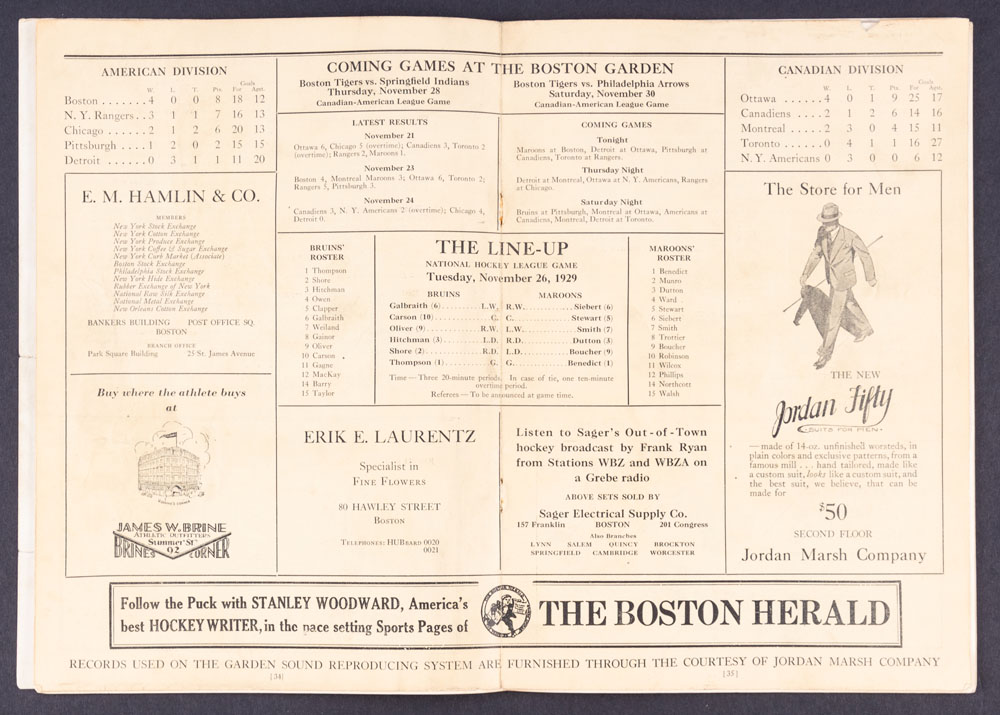 AMERICAN DIVISION
W. L. T. Pts. Goals For Agst.
Boston . . . . . . . 4 0 0 8 18 12
N. Y. Rangers . . 3 1 1 7 16 13
Chicago . . . . . . 2 1 2 6 20 13
Pittsburgh . . . . 1 2 0 2 15 15
Detroit . . . . . . 0 3 1 1 11 20
E. M. HAMLIN & CO.
MEMBERS
New York Stock Exchange
New York Cotton Exchange
New York Produce Exchange
New York Coffee & Sugar Exchange
New York Curb Market (Associate)
Boston Stock Exchange
Philadelphia Stock Exchange
New York Hide Exchange
Rubber Exchange of New York
National Raw Silk Exchange
National Metal Exchange
New Orleans Cotton Exchange
BANKERS BUILDING POST OFFICE SQ.
BOSTON
BRANCH OFFICE
Park Square Building 25 St. James Avenue
Buy where the athlete buys
at
JAMES W. BRINE
ATHLETIC OUTFITTERS
Summer St
BRINE'S 92 CORNER
COMING GAMES AT THE BOSTON GARDEN
Boston Tigers vs. Springfield Indians
Thursday, November 28
Canadian-American League Game
Boston Tigers vs. Philadelphia Arrows
Saturday, November 30
Canadian-American League Game
LATEST RESULTS
November 21
Ottawa 6, Chicago 5 (overtime); Canadiens 3, Toronto 2
(overtime); Rangers 2, Maroons 1.
November 23
Boston 4, Montreal Maroons 3; Ottawa 6, Toronto 2;
Rangers 5, Pittsburgh 3.
November 24
Canadiens 3, N. Y. Americans 2 (overtime); Chicago 4,
Detroit 0.
COMING GAMES
Tonight
Maroons at Boston, Detroit at Ottawa, Pittsburgh at
Canadiens, Toronto at Rangers.
Thursday Night
Detroit at Montreal, Ottawa at N. Y. Americans, Rangers
at Chicago.
Saturday Night
Bruins at Pittsburgh, Montreal at Ottawa, Americans at
Canadiens, Montreal, Detroit at Toronto.
BRUINS'
ROSTER
1 Thompson
2 Shore
3 Hitchman
4 Owen
5 Clapper
6 Galbraith
7 Weiland
8 Gainor
9 Oliver
10 Carson
11 Gagne
12 MacKay
14 Barry
15 Taylor
THE LINE-UP
NATIONAL HOCKEY LEAGUE GAME
Tuesday, November 26, 1929
BRUINS MAROONS
Galbraith (6) . . . . . . L.W. R.W. . . . . . . Siebert (6)
Carson (10) . . . . . . C. C. . . . . . . Stewart (5)
Oliver (9) . . . . . . R.W. L.W. . . . . . . Smith (7)
Hitchman (3) . . . . . . L.D. R.D. . . . . . . Dutton (3)
Shore (2) . . . . . . R.D. L.D. . . . . . . Boucher (9)
Thompson (1) . . . . . . G. G. . . . . . . Benedict (1)
Time — Three 20-minute periods. In case of tie, one ten-minute
overtime period.
Referees — To be announced at game time.
MAROONS'
ROSTER
1 Benedict
2 Munro
3 Dutton
4 Ward
5 Stewart
6 Siebert
7 Smith
8 Trottier
9 Boucher
10 Robinson
11 Wilcox
12 Phillips
14 Northcott
15 Walsh
ERIK E. LAURENTZ
Specialist in
FINE FLOWERS
80 HAWLEY STREET
BOSTON
TELEPHONES: HUBbard 0020
0021
Listen to Sager's Out-of-Town
hockey broadcast by Frank Ryan
from Stations WBZ and WBZA on
a Grebe radio
ABOVE SETS SOLD BY
Sager Electrical Supply Co.
157 Franklin BOSTON 201 Congress
Also Branches
LYNN SALEM QUINCY BROCKTON
SPRINGFIELD CAMBRIDGE WORCESTER
CANADIAN DIVISION
W. L. T. Pts. Goals For Agst.
Ottawa . . . . . . 4 0 1 9 25 17
Canadiens . . . . 2 1 2 6 14 16
Montreal . . . . . 2 3 0 4 15 11
Toronto . . . . . . 0 4 1 1 16 27
N. Y. Americans 0 3 0 0 6 12
The Store for Men
THE NEW
Jordan Fifty
SUITS FOR MEN
—made of 14-oz. unfinished worsteds, in
plain colors and exclusive patterns, from a
famous mill . . . hand tailored, made like
a custom suit, looks like a custom suit, and
the best suit, we believe, that can be
made for
$50
SECOND FLOOR
Jordan Marsh Company
Follow the Puck with STANLEY WOODWARD, America's
best HOCKEY WRITER, in the pace setting Sports Pages of
THE BOSTON HERALD
RECORDS USED ON THE GARDEN SOUND REPRODUCING SYSTEM ARE FURNISHED THROUGH THE COURTESY OF JORDAN MARSH COMPANY
[34] [35]